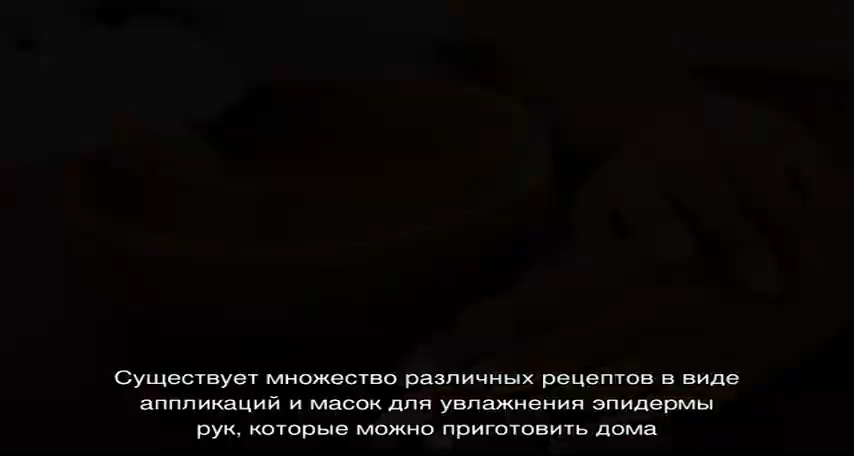 Существует множество различных рецептов в виде
аппликаций и масок для увлажнения эпидермы
рук, которые можно приготовить дома